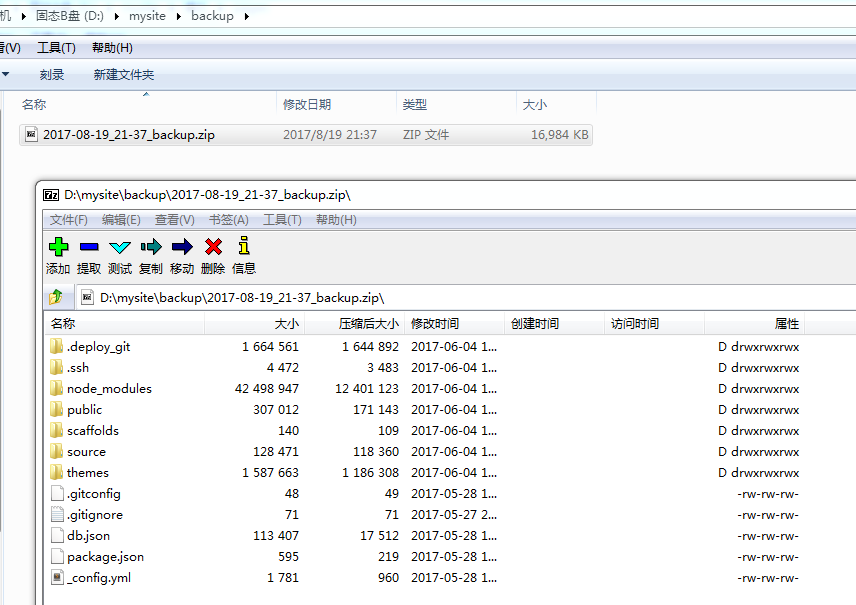 机 ▸ 固态B盘 (D:) ▸ mysite ▸ backup ▸
看(V) 工具(T) 帮助(H)
刻录 新建文件夹
名称 修改日期 类型 大小
2017-08-19_21-37_backup.zip 2017/8/19 21:37 ZIP 文件 16,984 KB
D:\mysite\backup\2017-08-19_21-37_backup.zip\
文件(F) 编辑(E) 查看(V) 书签(A) 工具(T) 帮助(H)
添加 提取 测试 复制 移动 删除 信息
D:\mysite\backup\2017-08-19_21-37_backup.zip\
名称 大小 压缩后大小 修改时间 创建时间 访问时间 属性
.deploy_git 1 664 561 1 644 892 2017-06-04 1... D drwxrwxrwx
.ssh 4 472 3 483 2017-06-04 1... D drwxrwxrwx
node_modules 42 498 947 12 401 123 2017-06-04 1... D drwxrwxrwx
public 307 012 171 143 2017-06-04 1... D drwxrwxrwx
scaffolds 140 109 2017-06-04 1... D drwxrwxrwx
source 128 471 118 360 2017-06-04 1... D drwxrwxrwx
themes 1 587 663 1 186 308 2017-06-04 1... D drwxrwxrwx
.gitconfig 48 49 2017-05-28 1... -rw-rw-rw-
.gitignore 71 71 2017-05-27 2... -rw-rw-rw-
db.json 113 407 17 512 2017-05-28 1... -rw-rw-rw-
package.json 595 219 2017-05-28 1... -rw-rw-rw-
_config.yml 1 781 960 2017-05-28 1... -rw-rw-rw-